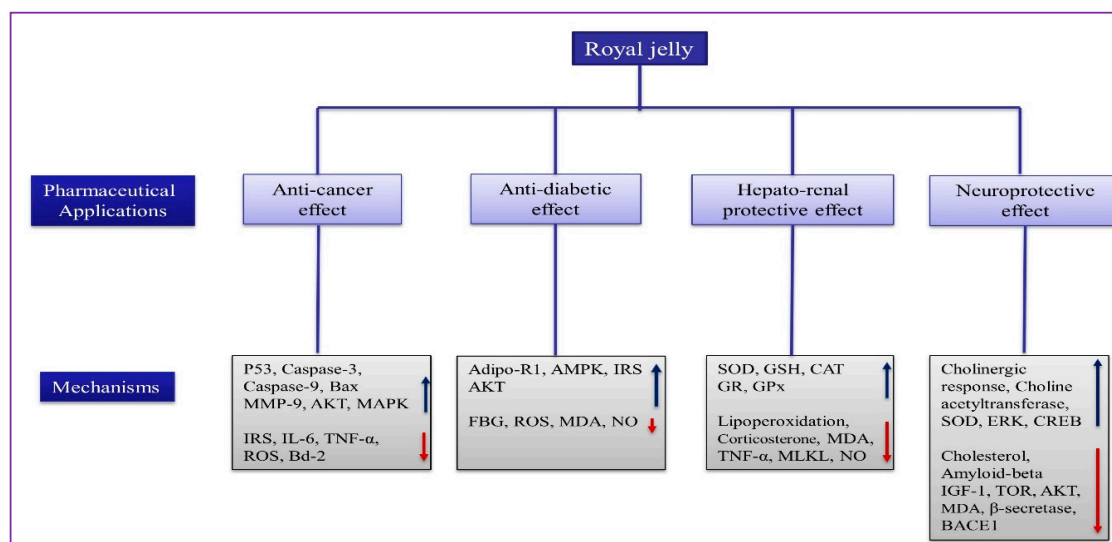 Royal jelly
Pharmaceutical
Applications
Anti-cancer
effect
Anti-diabetic
effect
Hepato-renal
protective effect
Neuroprotective
effect
Mechanisms
P53, Caspase-3,
Caspase-9, Bax
MMP-9, AKT, MAPK
IRS, IL-6, TNF-α,
ROS, Bd-2
Adipo-R1, AMPK, IRS
AKT
FBG, ROS, MDA, NO
SOD, GSH, CAT
GR, GPx
Lipoperoxidation,
Corticosterone, MDA,
TNF-α, MLKL, NO
Cholinergic
response, Choline
acetyltransferase,
SOD, ERK, CREB
Cholesterol,
Amyloid-beta
IGF-1, TOR, AKT,
MDA, β-secretase,
BACE1